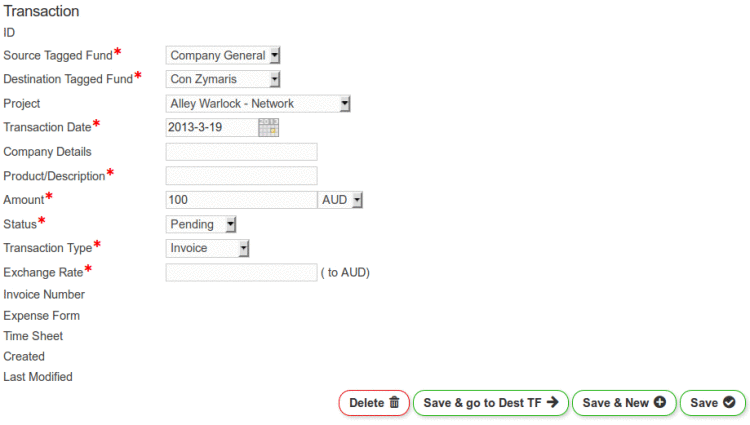 Transaction
ID
Source Tagged Fund* Company General
Destination Tagged Fund* Con Zymaris
Project Alley Warlock - Network
Transaction Date* 2013-3-19
Company Details
Product/Description*
Amount* 100 AUD
Status* Pending
Transaction Type* Invoice
Exchange Rate* ( to AUD)
Invoice Number
Expense Form
Time Sheet
Created
Last Modified
Delete Save & go to Dest TF Save & New Save